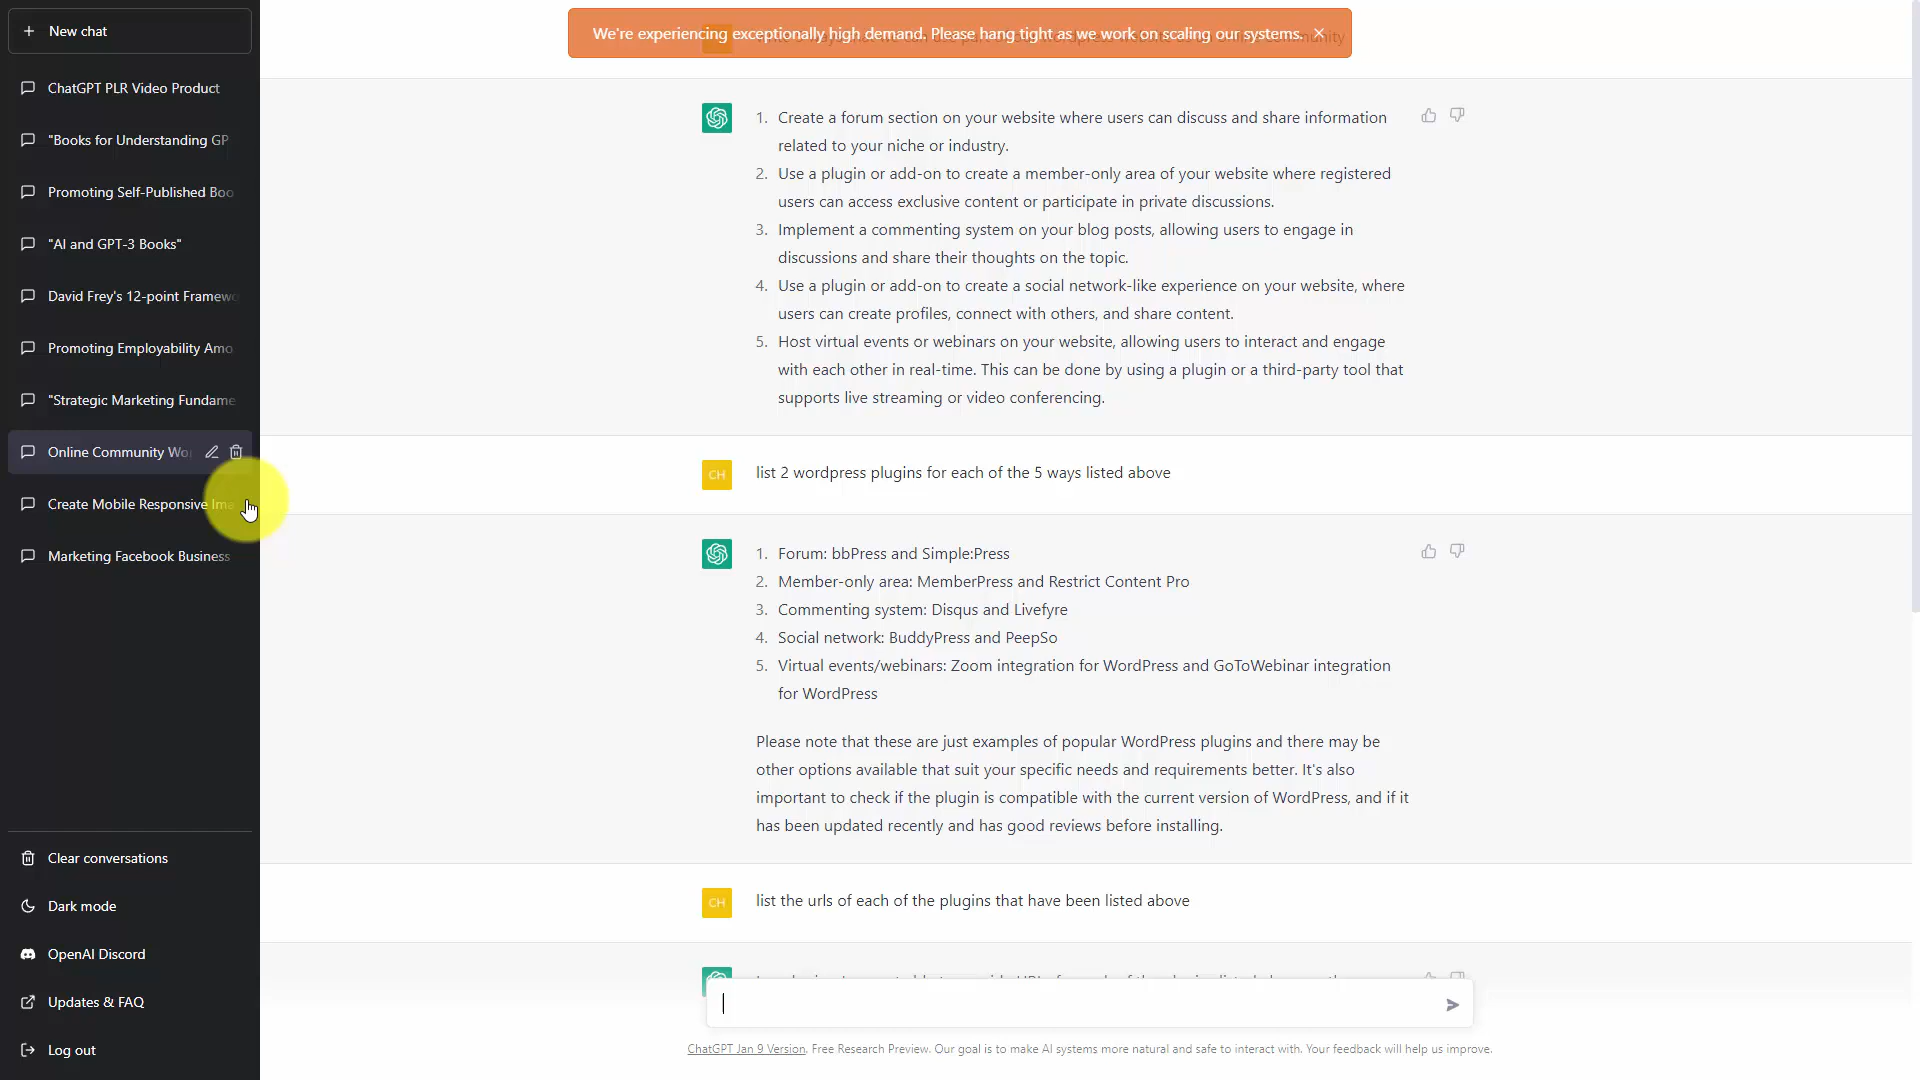 New chat
ChatGPT PLR Video Product
"Books for Understanding GP
Promoting Self-Published Boo
"AI and GPT-3 Books"
David Frey's 12-point Framew
Promoting Employability Amo
"Strategic Marketing Fundame
Online Community Wo
Create Mobile Responsive Ima
Marketing Facebook Business
Clear conversations
Dark mode
OpenAI Discord
Updates & FAQ
Log out
We're experiencing exceptionally high demand. Please hang tight as we work on scaling our systems.
1. Create a forum section on your website where users can discuss and share information
related to your niche or industry.
2. Use a plugin or add-on to create a member-only area of your website where registered
users can access exclusive content or participate in private discussions.
3. Implement a commenting system on your blog posts, allowing users to engage in
discussions and share their thoughts on the topic.
4. Use a plugin or add-on to create a social network-like experience on your website, where
users can create profiles, connect with others, and share content.
5. Host virtual events or webinars on your website, allowing users to interact and engage
with each other in real-time. This can be done by using a plugin or a third-party tool that
supports live streaming or video conferencing.
CH
list 2 wordpress plugins for each of the 5 ways listed above
1. Forum: bbPress and Simple:Press
2. Member-only area: MemberPress and Restrict Content Pro
3. Commenting system: Disqus and Livefyre
4. Social network: BuddyPress and PeepSo
5. Virtual events/webinars: Zoom integration for WordPress and GoToWebinar integration
for WordPress
Please note that these are just examples of popular WordPress plugins and there may be
other options available that suit your specific needs and requirements better. It's also
important to check if the plugin is compatible with the current version of WordPress, and if it
has been updated recently and has good reviews before installing.
CH
list the urls of each of the plugins that have been listed above
ChatGPT Jan 9 Version. Free Research Preview. Our goal is to make AI systems more natural and safe to interact with. Your feedback will help us improve.